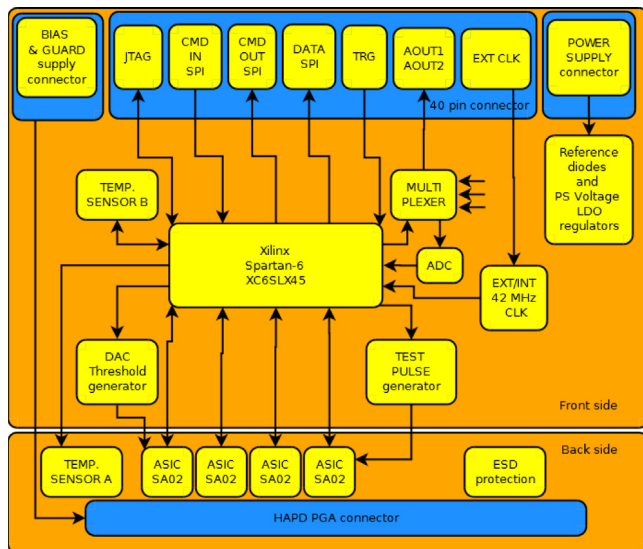 BIAS
& GUARD
supply
connector
JTAG
CMD
IN
SPI
CMD
OUT
SPI
DATA
SPI
TRG
AOUT1
AOUT2
EXT CLK
40 pin connector
POWER
SUPPLY
connector
Reference
diodes
and
PS Voltage
LDO
regulators
TEMP.
SENSOR B
MULTI
PLEXER
Xilinx
Spartan-6
XC6SLX45
ADC
EXT/INT
42 MHz
CLK
DAC
Threshold
generator
TEST
PULSE
generator
Front side
Back side
TEMP.
SENSOR A
ASIC
SA02
ASIC
SA02
ASIC
SA02
ASIC
SA02
ESD
protection
HAPD PGA connector